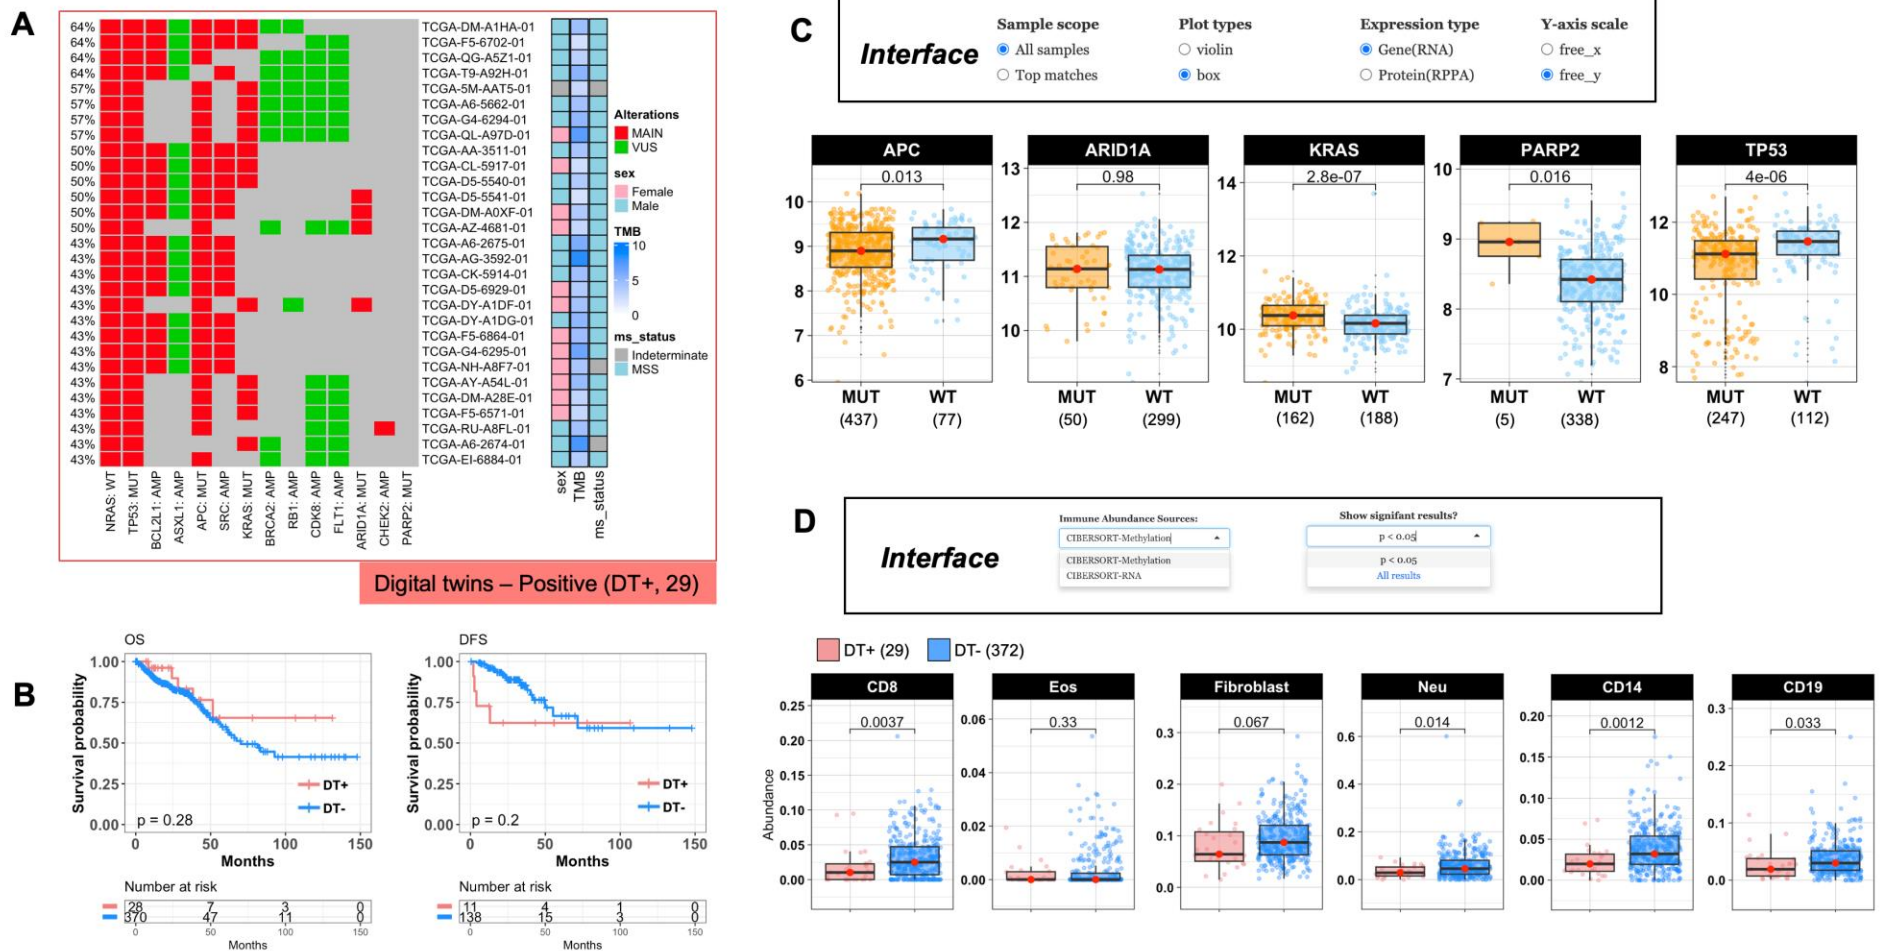 A
64% TCGA-DM-A1HA-01
64% TCGA-F5-6702-01
64% TCGA-QG-A5Z1-01
64% TCGA-T9-A92H-01
57% TCGA-5M-AAT5-01
57% TCGA-A6-5662-01
57% TCGA-G4-6294-01
57% TCGA-QL-A97D-01
50% TCGA-AA-3511-01
50% TCGA-CL-5917-01
50% TCGA-D5-5540-01
50% TCGA-D5-5541-01
50% TCGA-DM-A0XF-01
50% TCGA-AZ-4681-01
43% TCGA-A6-2675-01
43% TCGA-AG-3592-01
43% TCGA-CK-5914-01
43% TCGA-D5-6929-01
43% TCGA-DY-A1DF-01
43% TCGA-DY-A1DG-01
43% TCGA-F5-6864-01
43% TCGA-G4-6295-01
43% TCGA-NH-A8F7-01
43% TCGA-AY-A54L-01
43% TCGA-DM-A28E-01
43% TCGA-F5-6571-01
43% TCGA-RU-A8FL-01
43% TCGA-A6-2674-01
43% TCGA-EI-6884-01
NRAS: WT
TP53: MUT
BCL2L1: AMP
ASXL1: AMP
APC: MUT
SRC: AMP
KRAS: MUT
BRCA2: AMP
RB1: AMP
CDK8: AMP
FLT1: AMP
ARID1A: MUT
CHEK2: AMP
PARP2: MUT
sex
TMB
ms_status
Alterations
MAIN
VUS
sex
Female
Male
TMB
10
5
0
ms_status
Indeterminate
MSS
Digital twins – Positive (DT+, 29)
B
OS
Survival probability
1.00
0.75
0.50
0.25
0.00
DT+
DT-
p = 0.28
0 50 100 150
Months
Number at risk
28 7 3 0
370 47 11 0
0 50 100 150
Months
DFS
Survival probability
1.00
0.75
0.50
0.25
0.00
DT+
DT-
p = 0.2
0 50 100 150
Months
Number at risk
11 4 1 0
138 15 3 0
0 50 100 150
Months
C
Interface
Sample scope Plot types Expression type Y-axis scale
All samples violin Gene(RNA) free_x
Top matches box Protein(RPPA) free_y
APC
0.013
10
9
8
7
6
MUT WT
(437) (77)
ARID1A
0.98
13
12
11
10
MUT WT
(50) (299)
KRAS
2.8e-07
14
12
10
MUT WT
(162) (188)
PARP2
0.016
10
9
8
7
MUT WT
(5) (338)
TP53
4e-06
12
10
8
MUT WT
(247) (112)
D
Interface
Immune Abundance Sources:
CIBERSORT-Methylation
CIBERSORT-Methylation
CIBERSORT-RNA
Show signifant results?
p < 0.05
p < 0.05
All results
DT+ (29) DT- (372)
Abundance
CD8
0.0037
0.25
0.20
0.15
0.10
0.05
0.00
Eos
0.33
0.06
0.04
0.02
0.00
Fibroblast
0.067
0.3
0.2
0.1
0.0
Neu
0.014
0.6
0.4
0.2
0.0
CD14
0.0012
0.20
0.15
0.10
0.05
0.00
CD19
0.033
0.3
0.2
0.1
0.0